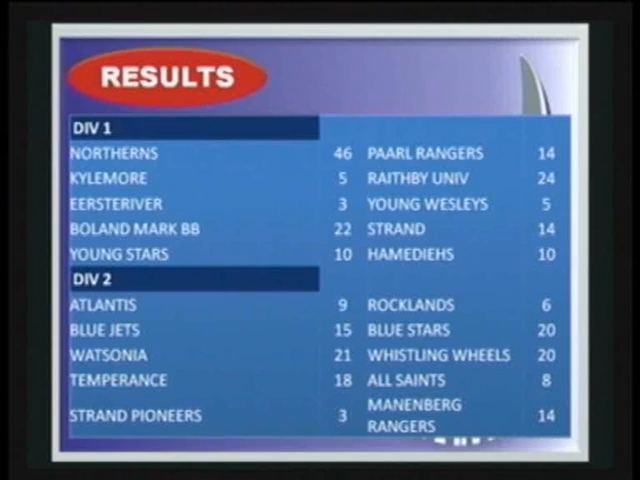 RESULTS
DIV 1
NORTHERNS 46 PAARL RANGERS 14
KYLEMORE 5 RAITHBY UNIV 24
EERSTERIVER 3 YOUNG WESLEYS 5
BOLAND MARK BB 22 STRAND 14
YOUNG STARS 10 HAMEDIEHS 10
DIV 2
ATLANTIS 9 ROCKLANDS 6
BLUE JETS 15 BLUE STARS 20
WATSONIA 21 WHISTLING WHEELS 20
TEMPERANCE 18 ALL SAINTS 8
STRAND PIONEERS 3 MANENBERG RANGERS 14